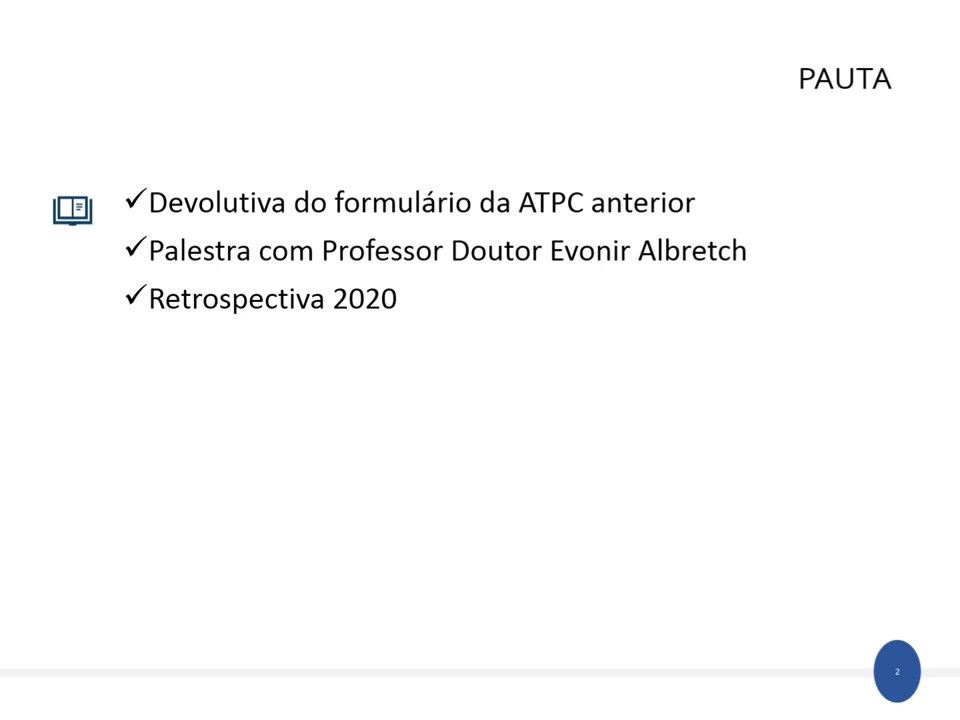 PAUTA
✓Devolutiva do formulário da ATPC anterior
✓Palestra com Professor Doutor Evonir Albretch
✓Retrospectiva 2020
2